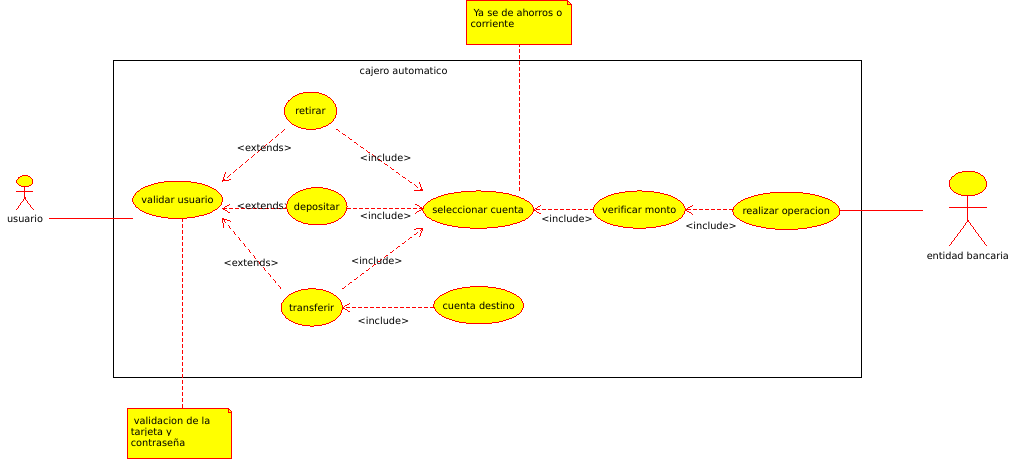 Ya se de ahorros o
corriente
cajero automatico
retirar
<extends>
<include>
validar usuario
<extends>
depositar
<include>
seleccionar cuenta
<include>
verificar monto
<include>
realizar operacion
usuario
entidad bancaria
<extends>
<include>
transferir
<include>
cuenta destino
validacion de la
tarjeta y
contraseña